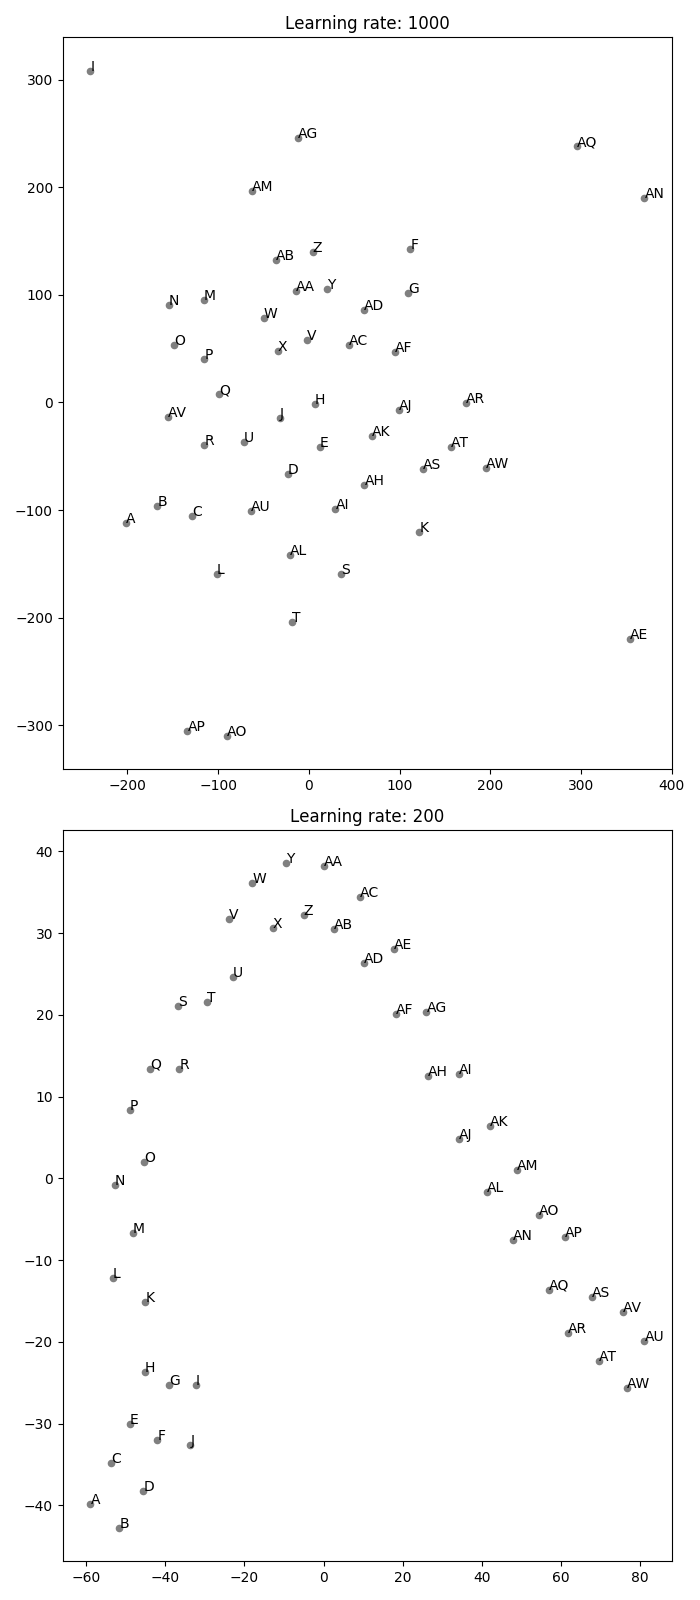 Learning rate: 1000
300
I
AG
AQ
200
AM
AN
AB
Z
F
100
N
M
AA
Y
G
W
AD
O
P
X
V
AC
AF
0
Q
H
AJ
AR
AV
J
R
U
E
AK
AT
D
AS
AW
AH
−100
A
B
C
AU
AI
K
L
AL
S
−200
T
AE
−300
AP
AO
−200
−100
0
100
200
300
400
Learning rate: 200
40
Y
AA
W
AC
V
X
Z
AB
30
AE
AD
U
20
S
T
AF
AG
Q
R
AH
AI
10
P
AK
AJ
O
AM
0
N
AL
M
AO
AN
AP
−10
L
K
AQ
AS
AV
−20
AR
AU
H
G
I
AT
AW
−30
E
F
J
C
D
−40
A
B
−60
−40
−20
0
20
40
60
80